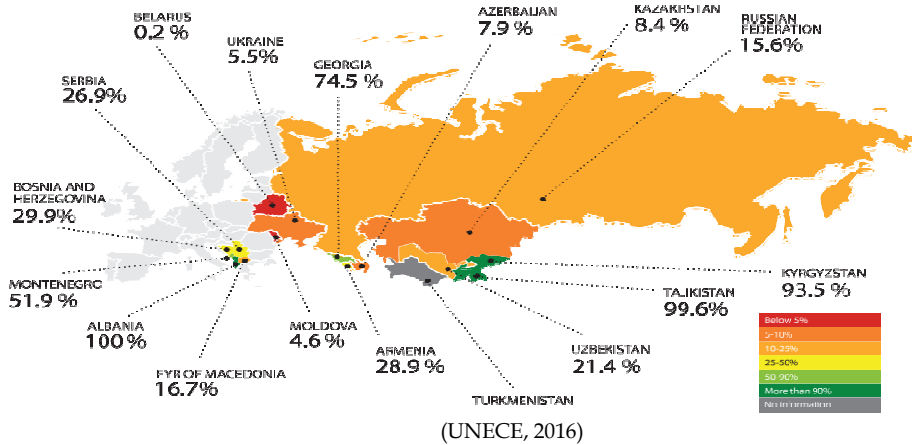 BELARUS
0.2 %
UKRAINE
5.5%
SERBIA
26.9%
GEORGIA
74.5 %
AZERBAIJAN
7.9 %
KAZAKHSTAN
8.4 %
RUSSIAN
FEDERATION
15.6%
BOSNIA AND
HERZEGOVINA
29.9%
MONTENEGRO
51.9 %
ALBANIA
100 %
FYR OF MACEDONIA
16.7%
MOLDOVA
4.6 %
ARMENIA
28.9 %
TURKMENISTAN
UZBEKISTAN
21.4 %
TAJIKISTAN
99.6%
KYRGYZSTAN
93.5 %
Below 5%
5-10%
10-25%
25-50%
50-90%
More than 90%
No information
(UNECE, 2016)